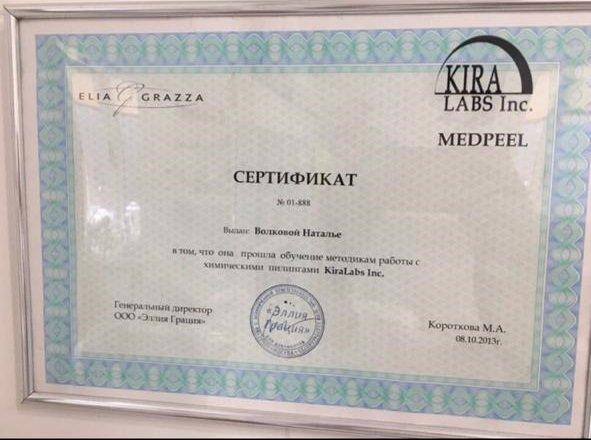 ELIA G GRAZZA
KIRA
LABS Inc.
MEDPEEL
СЕРТИФИКАТ
№ 01-888
Выдан: Волковой Наталье
в том, что она прошла обучение методикам работы с
химическими пилингами KiraLabs Inc.
Генеральный директор
ООО «Эллия Грация»
«Эллия
Грация»
Короткова М.А.
08.10.2013г.